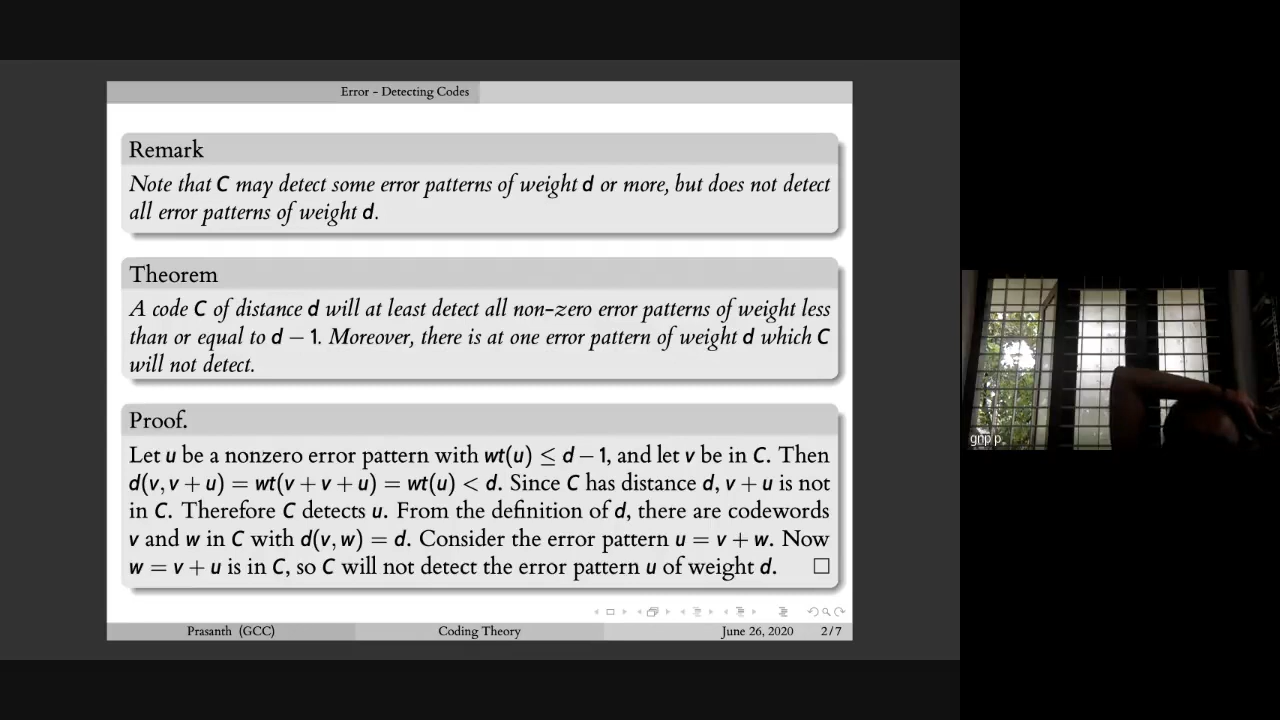 Error - Detecting Codes
Remark
Note that C may detect some error patterns of weight d or more, but does not detect
all error patterns of weight d.
Theorem
A code C of distance d will at least detect all non-zero error patterns of weight less
than or equal to d − 1. Moreover, there is at one error pattern of weight d which C
will not detect.
Proof.
Let u be a nonzero error pattern with wt(u) ≤ d − 1, and let v be in C. Then
d(v, v + u) = wt(v + v + u) = wt(u) < d. Since C has distance d, v + u is not
in C. Therefore C detects u. From the definition of d, there are codewords
v and w in C with d(v, w) = d. Consider the error pattern u = v + w. Now
w = v + u is in C, so C will not detect the error pattern u of weight d. □
Prasanth (GCC) Coding Theory June 26, 2020 2/7
gnp p